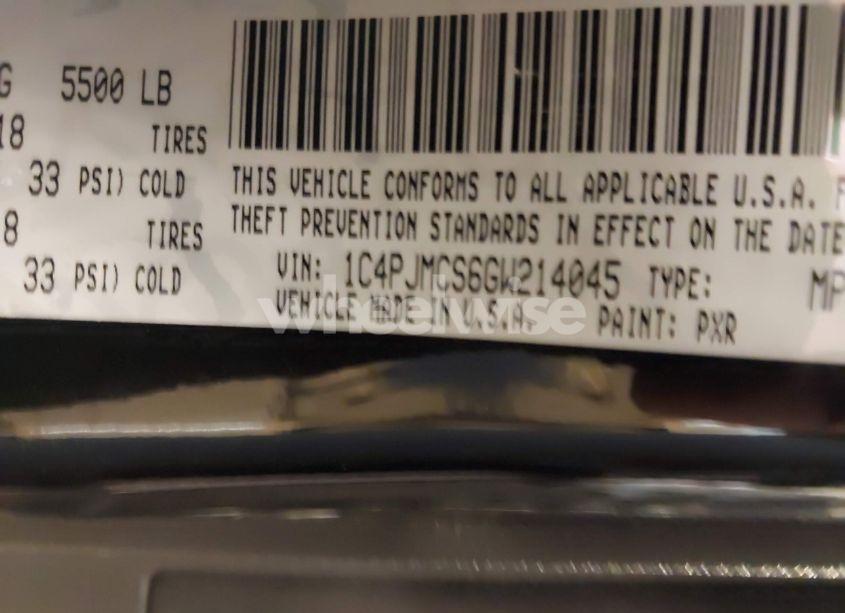 G 5500 LB
18 TIRES
33 PSI) COLD
8 TIRES
33 PSI) COLD
THIS VEHICLE CONFORMS TO ALL APPLICABLE U.S.A. F
THEFT PREVENTION STANDARDS IN EFFECT ON THE DATE
VIN: 1C4PJMCS6GW214045 TYPE: MP
VEHICLE MADE IN U.S.A. PAINT: PXR
wheelwise